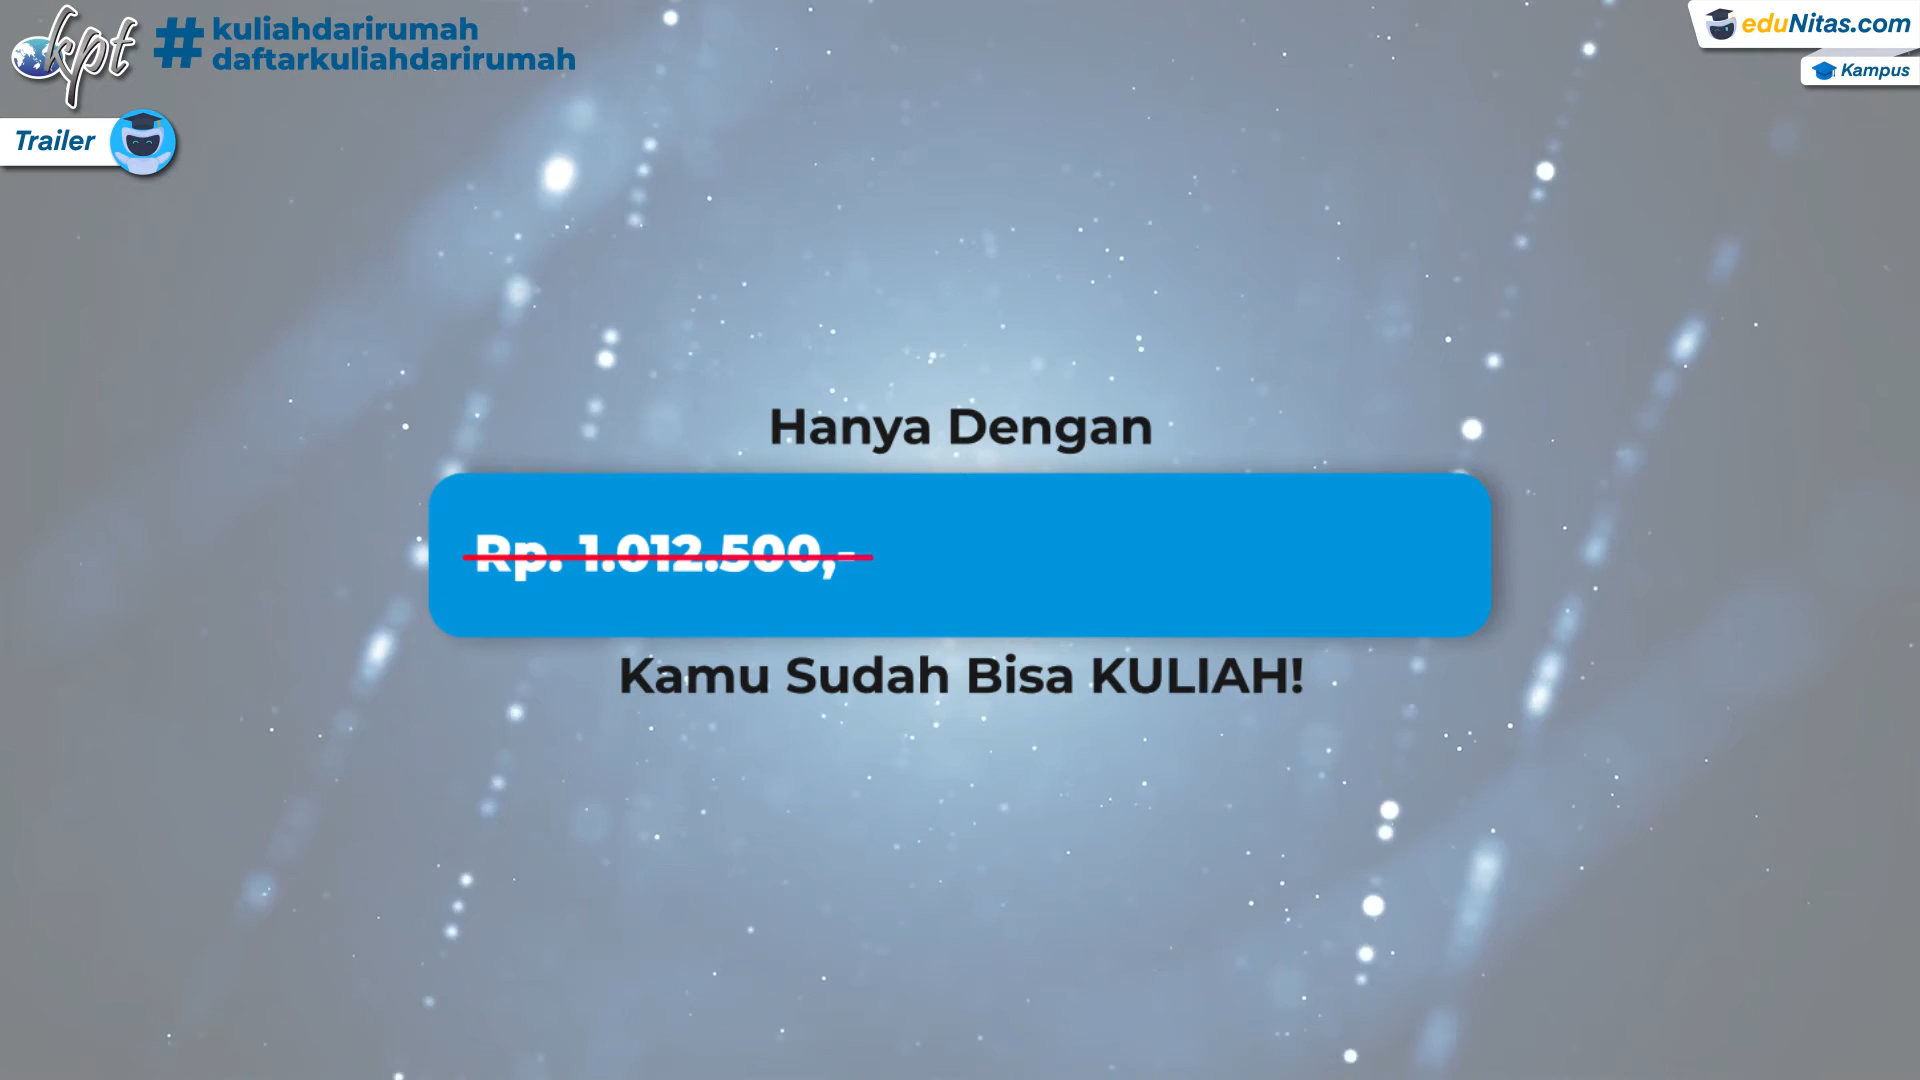 kpt
#kuliahdarirumah
daftarkuliahdarirumah
eduNitas.com
Kampus
Trailer
Hanya Dengan
Rp. 1.012.500,-
Kamu Sudah Bisa KULIAH!